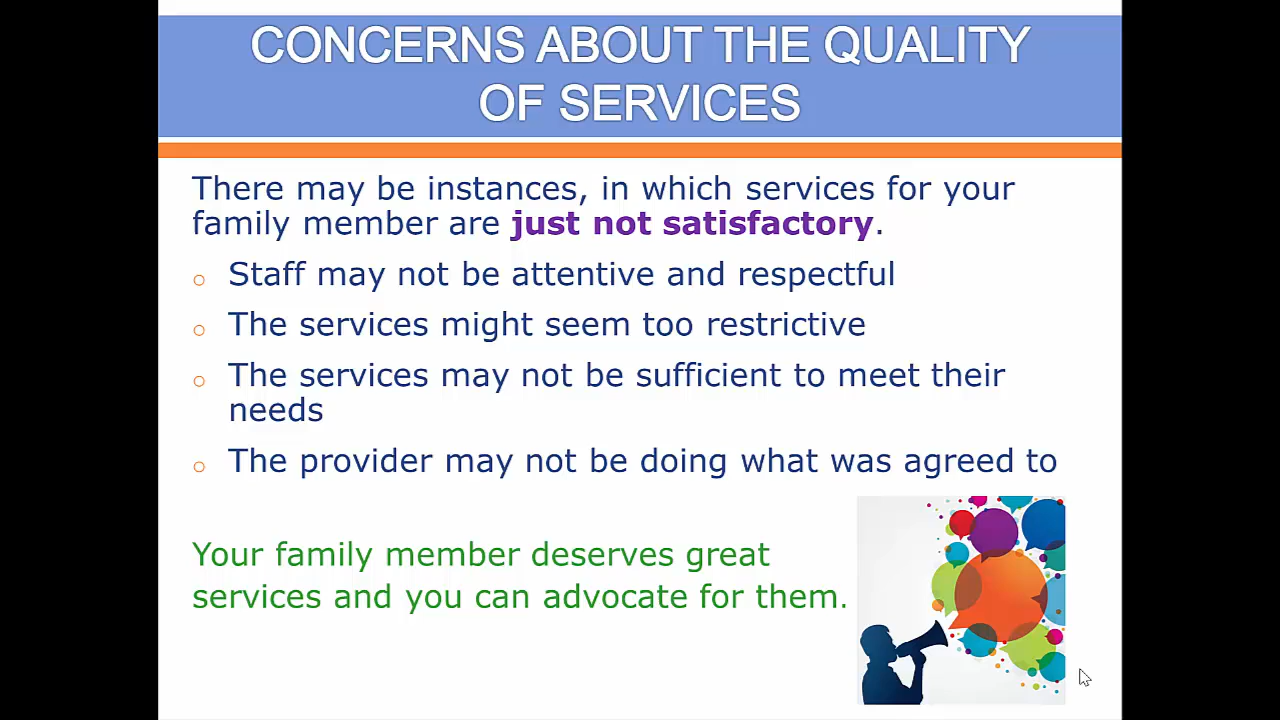 CONCERNS ABOUT THE QUALITY
OF SERVICES
There may be instances, in which services for your
family member are just not satisfactory.
o Staff may not be attentive and respectful
o The services might seem too restrictive
o The services may not be sufficient to meet their
needs
o The provider may not be doing what was agreed to
Your family member deserves great
services and you can advocate for them.